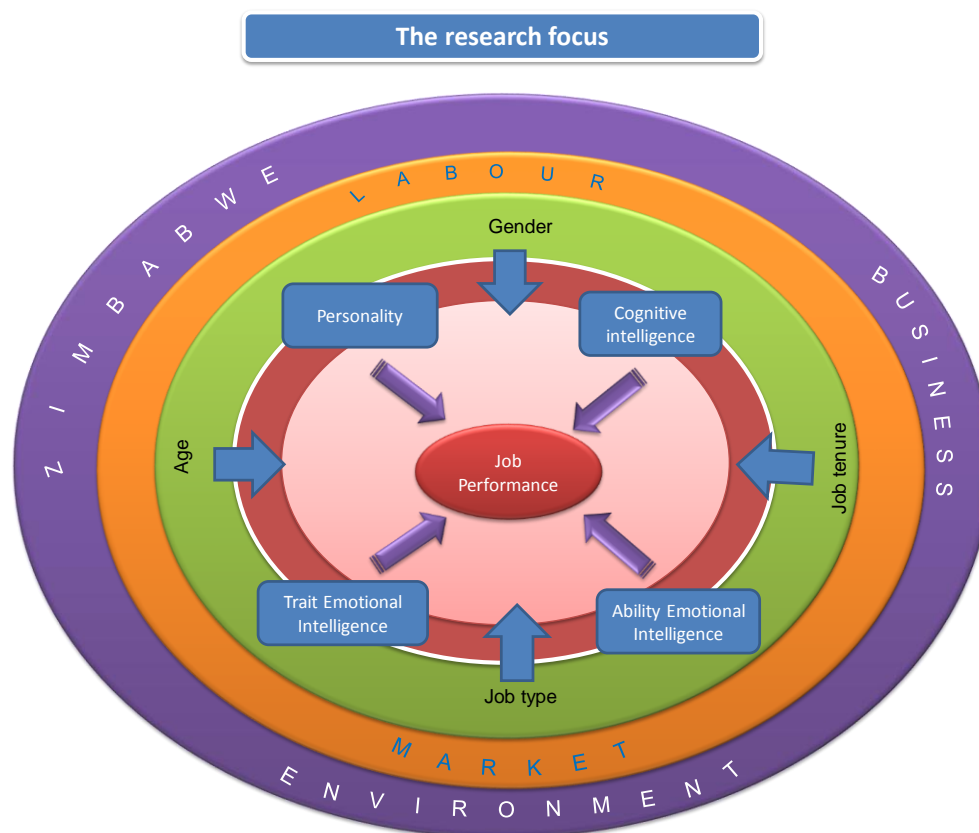 The research focus
ZIMBABWE
BUSINESS
ENVIRONMENT
LABOUR
MARKET
Gender
Personality
Cognitive
intelligence
Age
Job
Performance
Job tenure
Trait Emotional
Intelligence
Ability Emotional
Intelligence
Job type